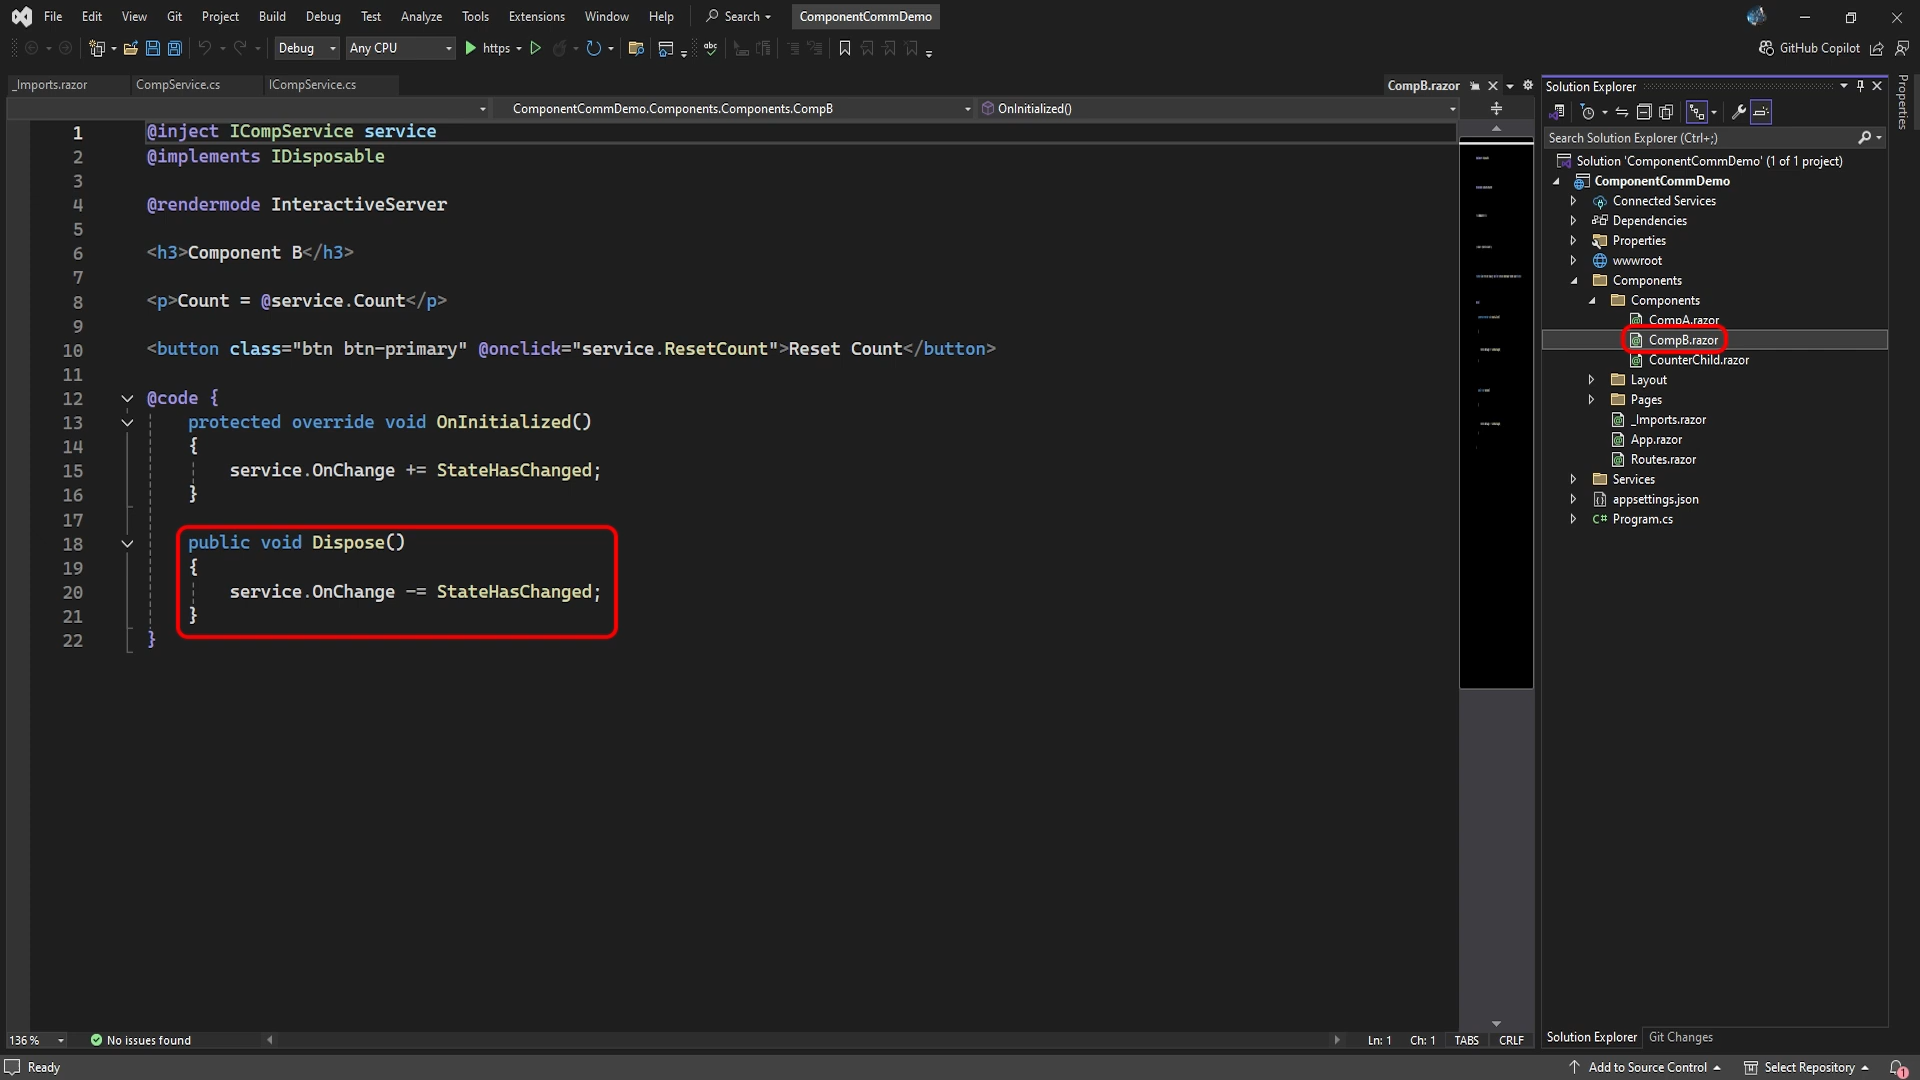 File Edit View Git Project Build Debug Test Analyze Tools Extensions Window Help Search ComponentCommDemo
Debug Any CPU https GitHub Copilot
_Imports.razor CompService.cs ICompService.cs CompB.razor
ComponentCommDemo.Components.Components.CompB OnInitialized()
1 @inject ICompService service
2 @implements IDisposable
3
4 @rendermode InteractiveServer
5
6 <h3>Component B</h3>
7
8 <p>Count = @service.Count</p>
9
10 <button class="btn btn-primary" @onclick="service.ResetCount">Reset Count</button>
11
12 @code {
13 protected override void OnInitialized()
14 {
15 service.OnChange += StateHasChanged;
16 }
17
18 public void Dispose()
19 {
20 service.OnChange -= StateHasChanged;
21 }
22 }
136 % No issues found Ln: 1 Ch: 1 TABS CRLF
Solution Explorer
Search Solution Explorer (Ctrl+;)
Solution 'ComponentCommDemo' (1 of 1 project)
ComponentCommDemo
Connected Services
Dependencies
Properties
wwwroot
Components
Components
CompA.razor
CompB.razor
CounterChild.razor
Layout
Pages
_Imports.razor
App.razor
Routes.razor
Services
appsettings.json
C# Program.cs
Solution Explorer Git Changes
Properties
Ready Add to Source Control Select Repository 1